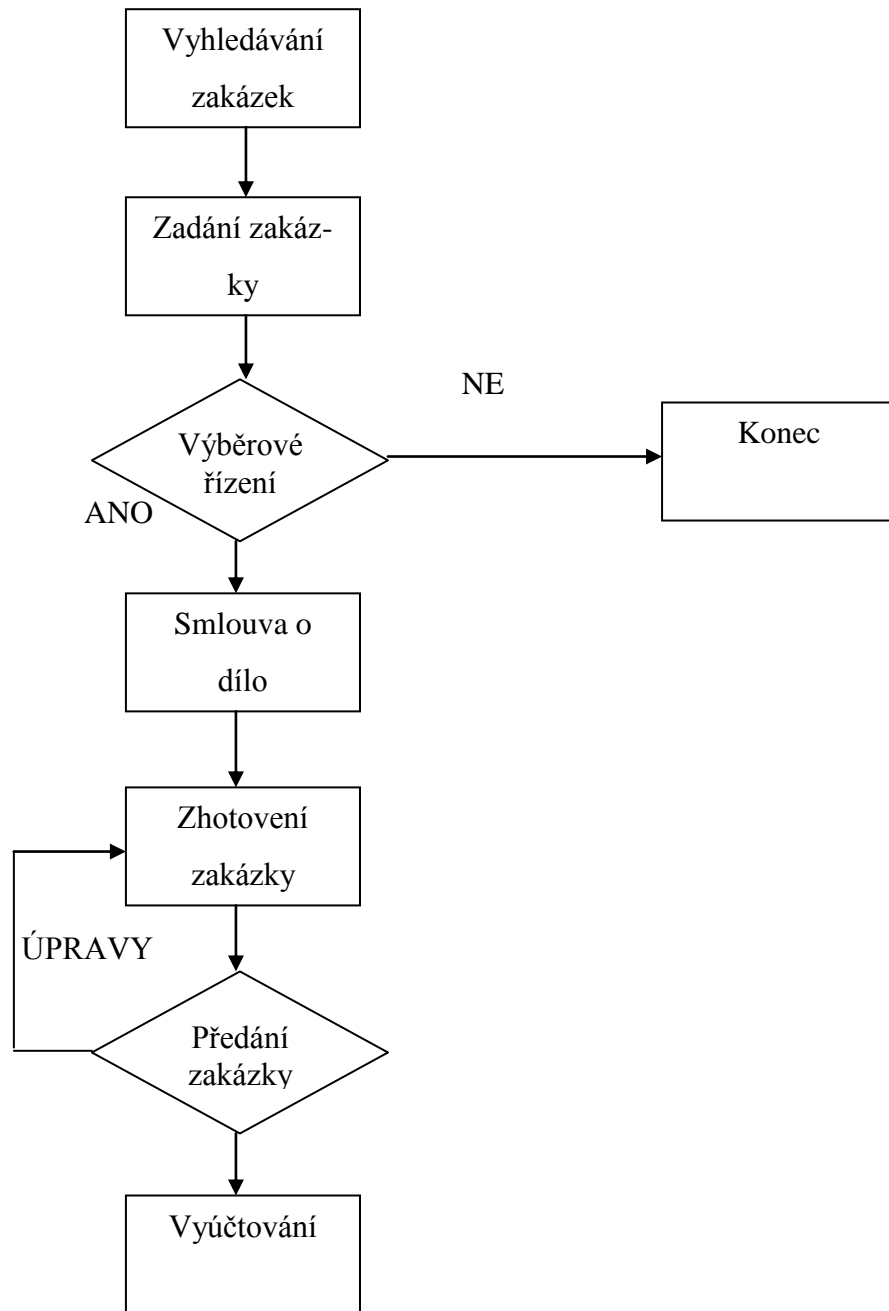 Vyhledávání
zakázek
Zadání zakáz-
ky
NE
Konec
Výběrové
řízení
ANO
Smlouva o
dílo
Zhotovení
zakázky
ÚPRAVY
Předání
zakázky
Vyúčtování